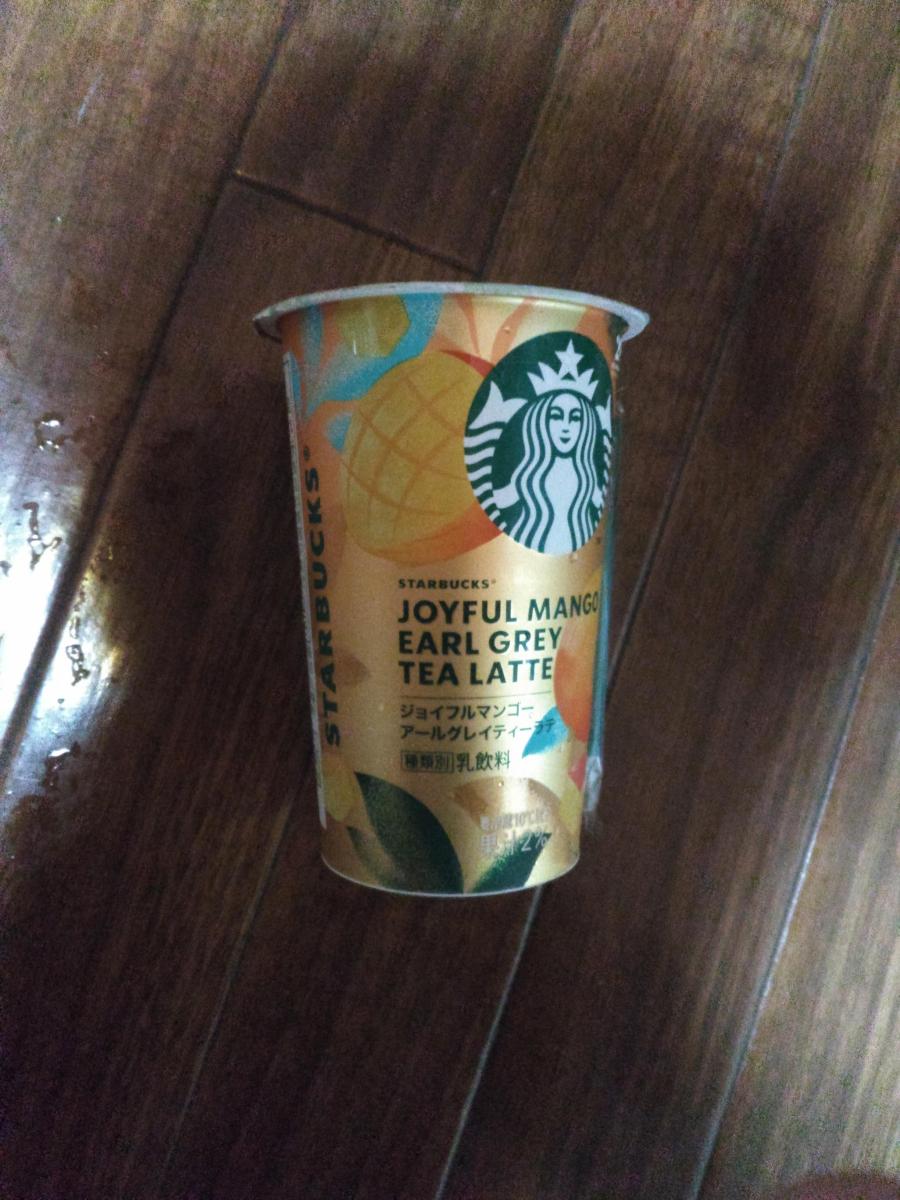 STARBUCKS®
STARBUCKS®
JOYFUL MANGO
EARL GREY
TEA LATTE
ジョイフルマンゴー
アールグレイティーラテ
種類別 乳飲料
果汁2%